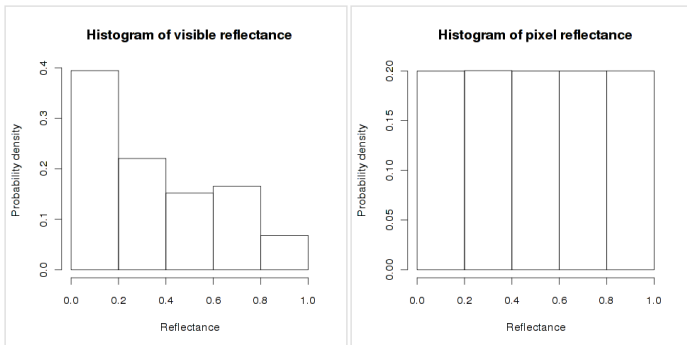 Histogram of visible reflectance
Probability density
0.4
0.3
0.2
0.1
0.0
0.0 0.2 0.4 0.6 0.8 1.0
Reflectance
Histogram of pixel reflectance
Probability density
0.20
0.15
0.10
0.05
0.00
0.0 0.2 0.4 0.6 0.8 1.0
Reflectance